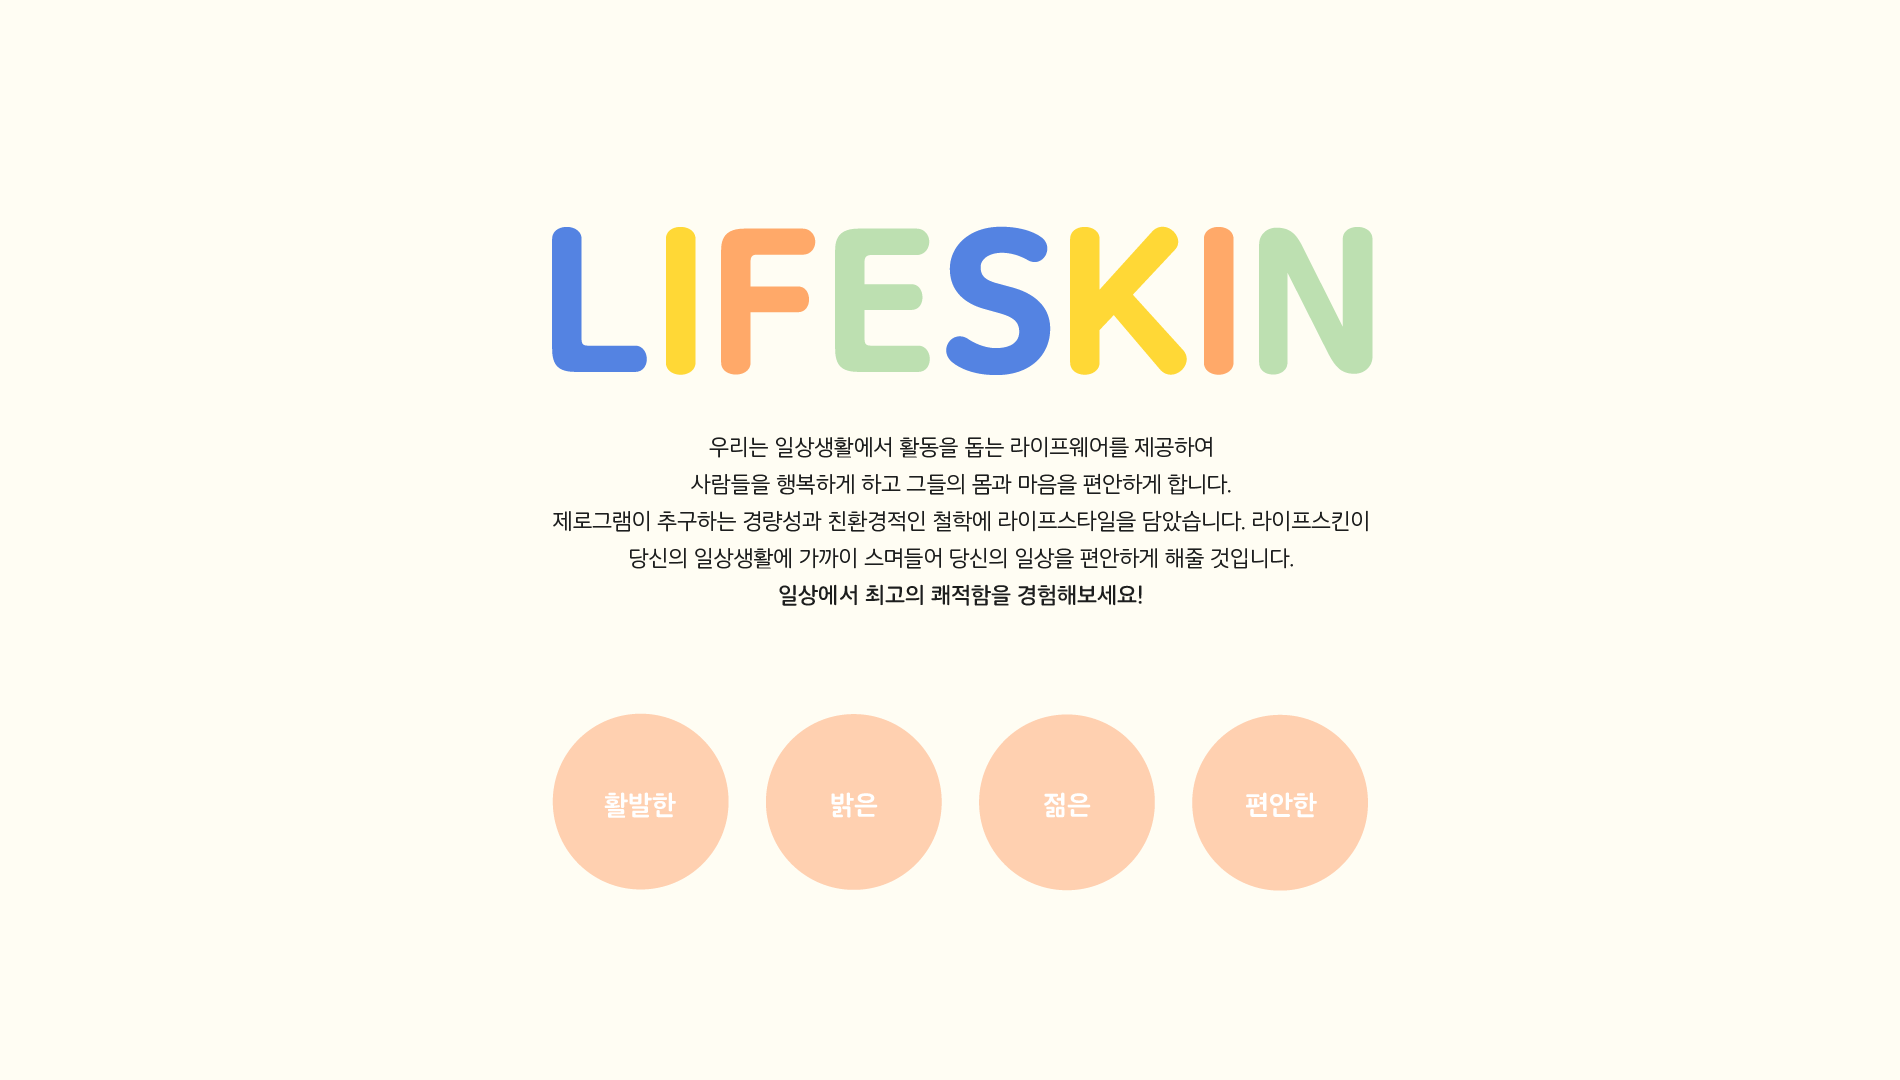 LIFESKIN
우리는 일상생활에서 활동을 돕는 라이프웨어를 제공하여
사람들을 행복하게 하고 그들의 몸과 마음을 편안하게 합니다.
제로그램이 추구하는 경량성과 친환경적인 철학에 라이프스타일을 담았습니다. 라이프스킨이
당신의 일상생활에 가까이 스며들어 당신의 일상을 편안하게 해줄 것입니다.
일상에서 최고의 쾌적함을 경험해보세요!
활발한
밝은
젊은
편안한